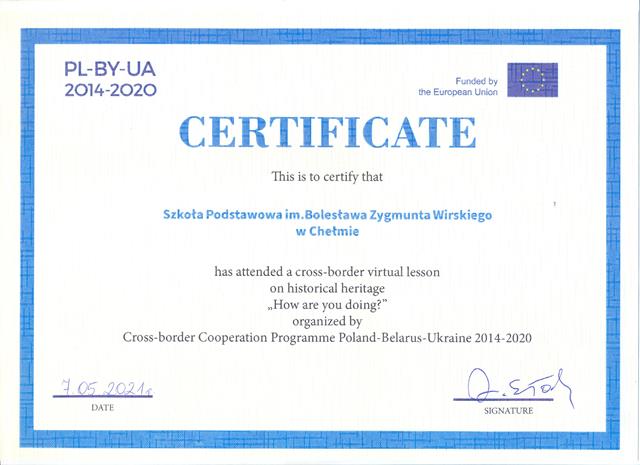 PL-BY-UA
2014-2020
Funded by
the European Union
CERTIFICATE
This is to certify that
Szkoła Podstawowa im.Bolesława Zygmunta Wirskiego
w Chełmie
has attended a cross-border virtual lesson
on historical heritage
„How are you doing?”
organized by
Cross-border Cooperation Programme Poland-Belarus-Ukraine 2014-2020
7.05.2021r
DATE
SIGNATURE